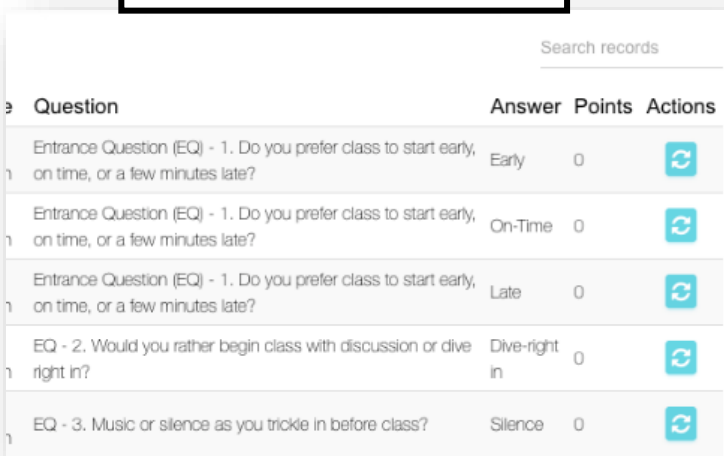 Search records
Question Answer Points Actions
Entrance Question (EQ) - 1. Do you prefer class to start early,
on time, or a few minutes late?
Early 0
Entrance Question (EQ) - 1. Do you prefer class to start early,
on time, or a few minutes late?
On-Time 0
Entrance Question (EQ) - 1. Do you prefer class to start early,
on time, or a few minutes late?
Late 0
EQ - 2. Would you rather begin class with discussion or dive
right in?
Dive-right
in
0
EQ - 3. Music or silence as you trickle in before class?
Silence 0